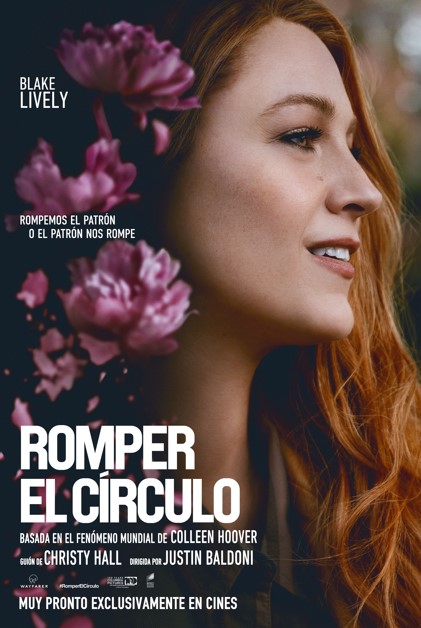 BLAKE
LIVELY
ROMPEMOS EL PATRÓN
O EL PATRÓN NOS ROMPE
ROMPER
EL CÍRCULO
BASADA EN EL FENÓMENO MUNDIAL DE COLLEEN HOOVER
GUIÓN DE CHRISTY HALL DIRIGIDA POR JUSTIN BALDONI
WAYFARER #RomperElCírculo
MUY PRONTO EXCLUSIVAMENTE EN CINES